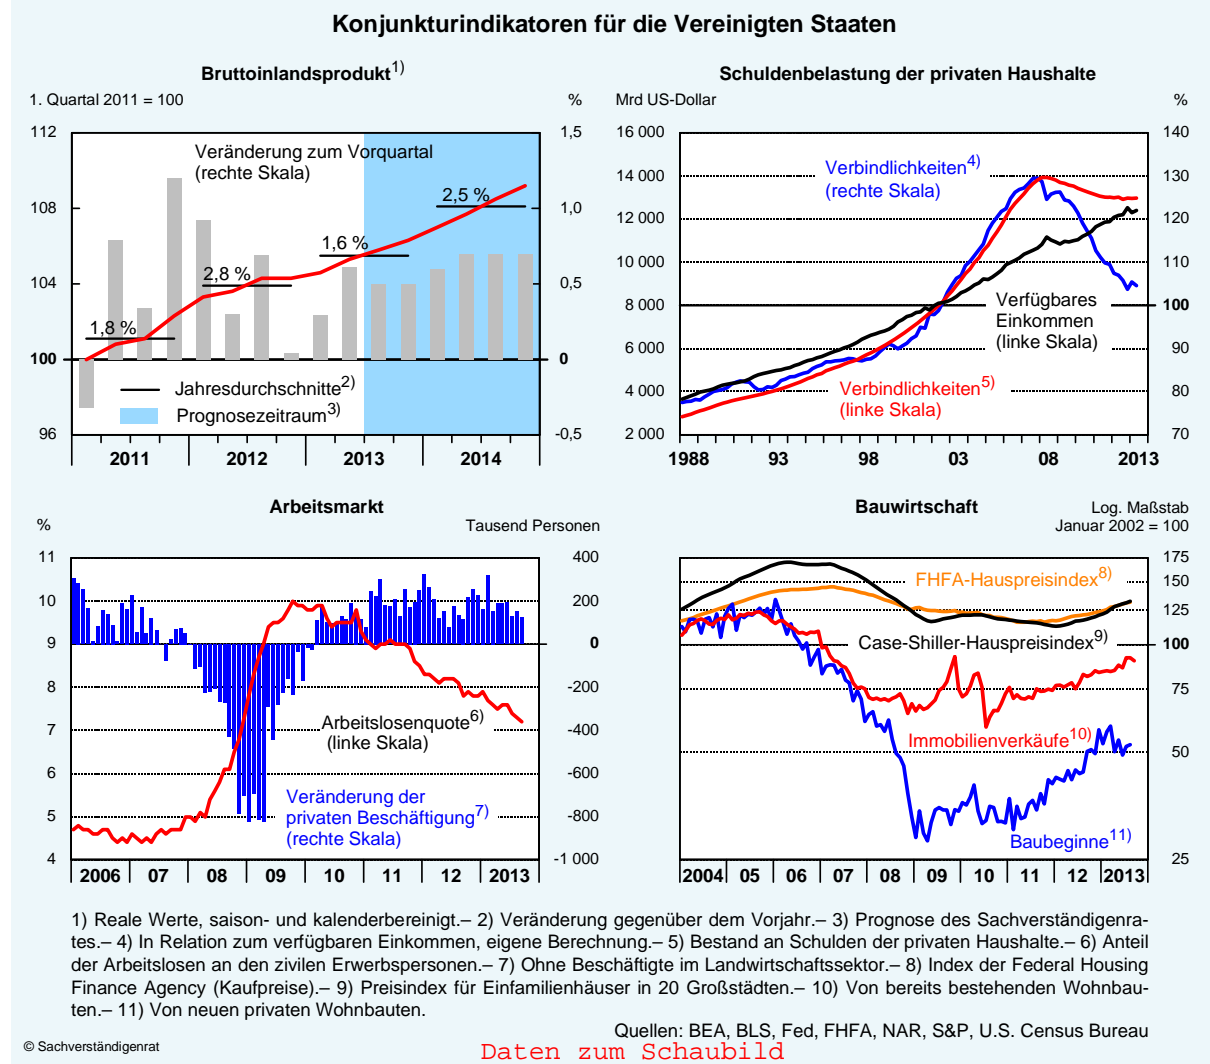 Konjunkturindikatoren für die Vereinigten Staaten
Bruttoinlandsprodukt1)
1. Quartal 2011 = 100
%
112
108
104
100
96
1,5
1,0
0,5
0
-0,5
Veränderung zum Vorquartal
(rechte Skala)
1,8 %
2,8 %
1,6 %
2,5 %
Jahresdurchschnitte2)
Prognosezeitraum3)
2011
2012
2013
2014
Schuldenbelastung der privaten Haushalte
Mrd US-Dollar
%
16 000
14 000
12 000
10 000
8 000
6 000
4 000
2 000
140
130
120
110
100
90
80
70
Verbindlichkeiten4)
(rechte Skala)
Verfügbares
Einkommen
(linke Skala)
Verbindlichkeiten5)
(linke Skala)
1988
93
98
03
08
2013
Arbeitsmarkt
%
Tausend Personen
11
10
9
8
7
6
5
4
400
200
0
-200
-400
-600
-800
-1 000
Arbeitslosenquote6)
(linke Skala)
Veränderung der
privaten Beschäftigung7)
(rechte Skala)
2006
07
08
09
10
11
12
2013
Bauwirtschaft
Log. Maßstab
Januar 2002 = 100
175
150
125
100
75
50
25
FHFA-Hauspreisindex8)
Case-Shiller-Hauspreisindex9)
Immobilienverkäufe10)
Baubeginne11)
2004
05
06
07
08
09
10
11
12
2013
1) Reale Werte, saison- und kalenderbereinigt.– 2) Veränderung gegenüber dem Vorjahr.– 3) Prognose des Sachverständigenra-
tes.– 4) In Relation zum verfügbaren Einkommen, eigene Berechnung.– 5) Bestand an Schulden der privaten Haushalte.– 6) Anteil
der Arbeitslosen an den zivilen Erwerbspersonen.– 7) Ohne Beschäftigte im Landwirtschaftssektor.– 8) Index der Federal Housing
Finance Agency (Kaufpreise).– 9) Preisindex für Einfamilienhäuser in 20 Großstädten.– 10) Von bereits bestehenden Wohnbau-
ten.– 11) Von neuen privaten Wohnbauten.
Quellen: BEA, BLS, Fed, FHFA, NAR, S&P, U.S. Census Bureau
© Sachverständigenrat
Daten zum Schaubild